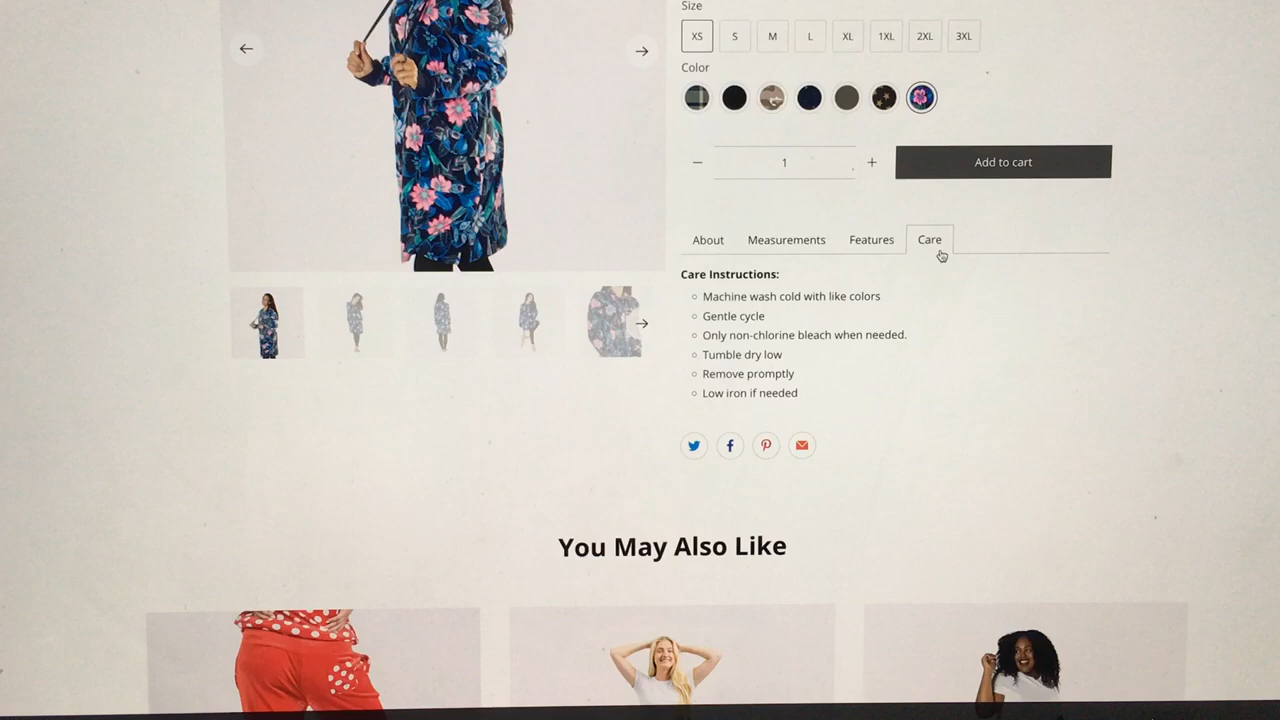 Size
XS S M L XL 1XL 2XL 3XL
Color
− 1 + Add to cart
About Measurements Features Care
Care Instructions:
Machine wash cold with like colors
Gentle cycle
Only non-chlorine bleach when needed.
Tumble dry low
Remove promptly
Low iron if needed
You May Also Like